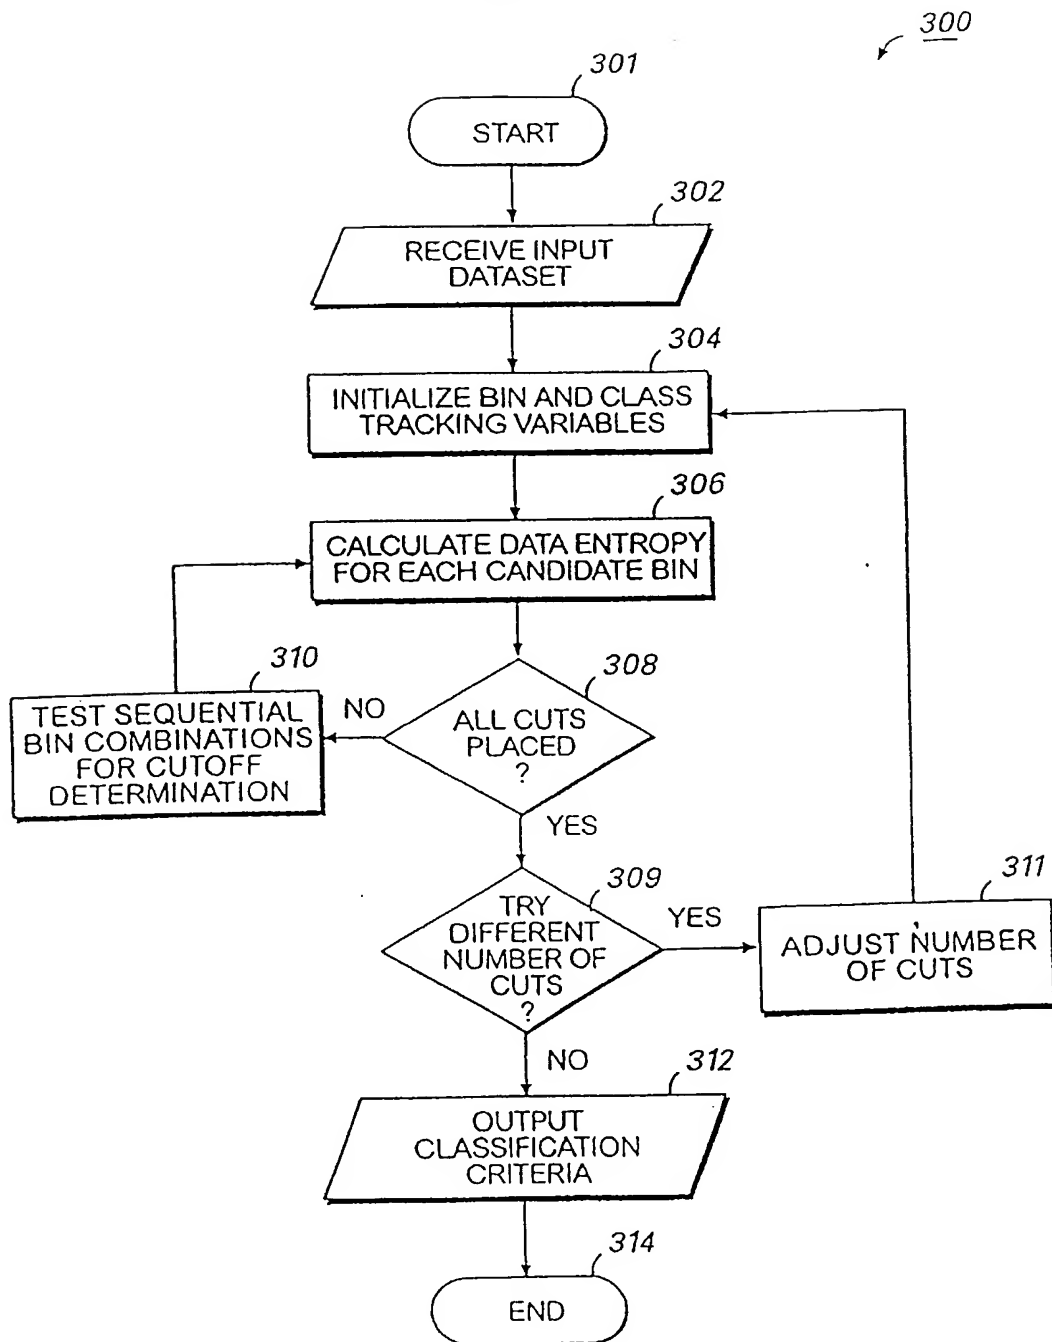 300
301
START
302
RECEIVE INPUT
DATASET
304
INITIALIZE BIN AND CLASS
TRACKING VARIABLES
306
CALCULATE DATA ENTROPY
FOR EACH CANDIDATE BIN
308
ALL CUTS
PLACED
?
NO
310
TEST SEQUENTIAL
BIN COMBINATIONS
FOR CUTOFF
DETERMINATION
YES
309
TRY
DIFFERENT
NUMBER OF
CUTS
?
YES
311
ADJUST NUMBER
OF CUTS
NO
312
OUTPUT
CLASSIFICATION
CRITERIA
314
END